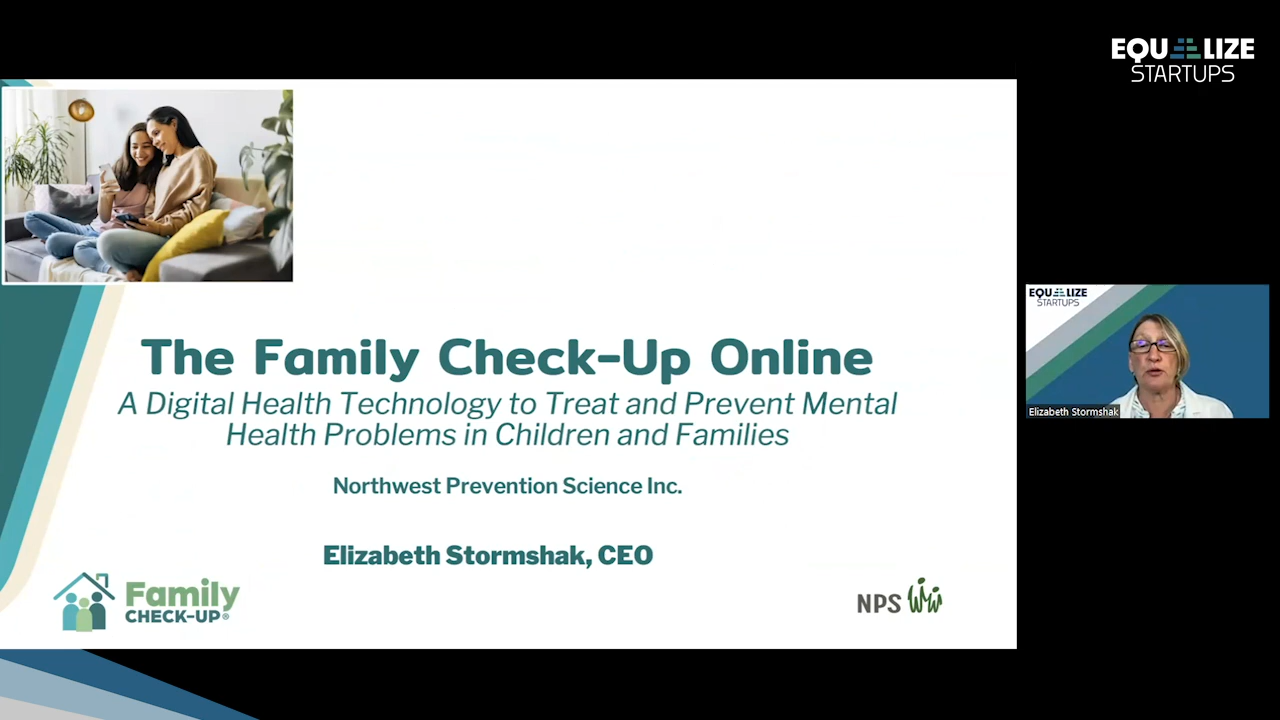 EQUALIZE
STARTUPS
The Family Check-Up Online
A Digital Health Technology to Treat and Prevent Mental
Health Problems in Children and Families
Northwest Prevention Science Inc.
Elizabeth Stormshak, CEO
Family
CHECK-UP®
NPS
EQUALIZE
STARTUPS
Elizabeth Stormshak